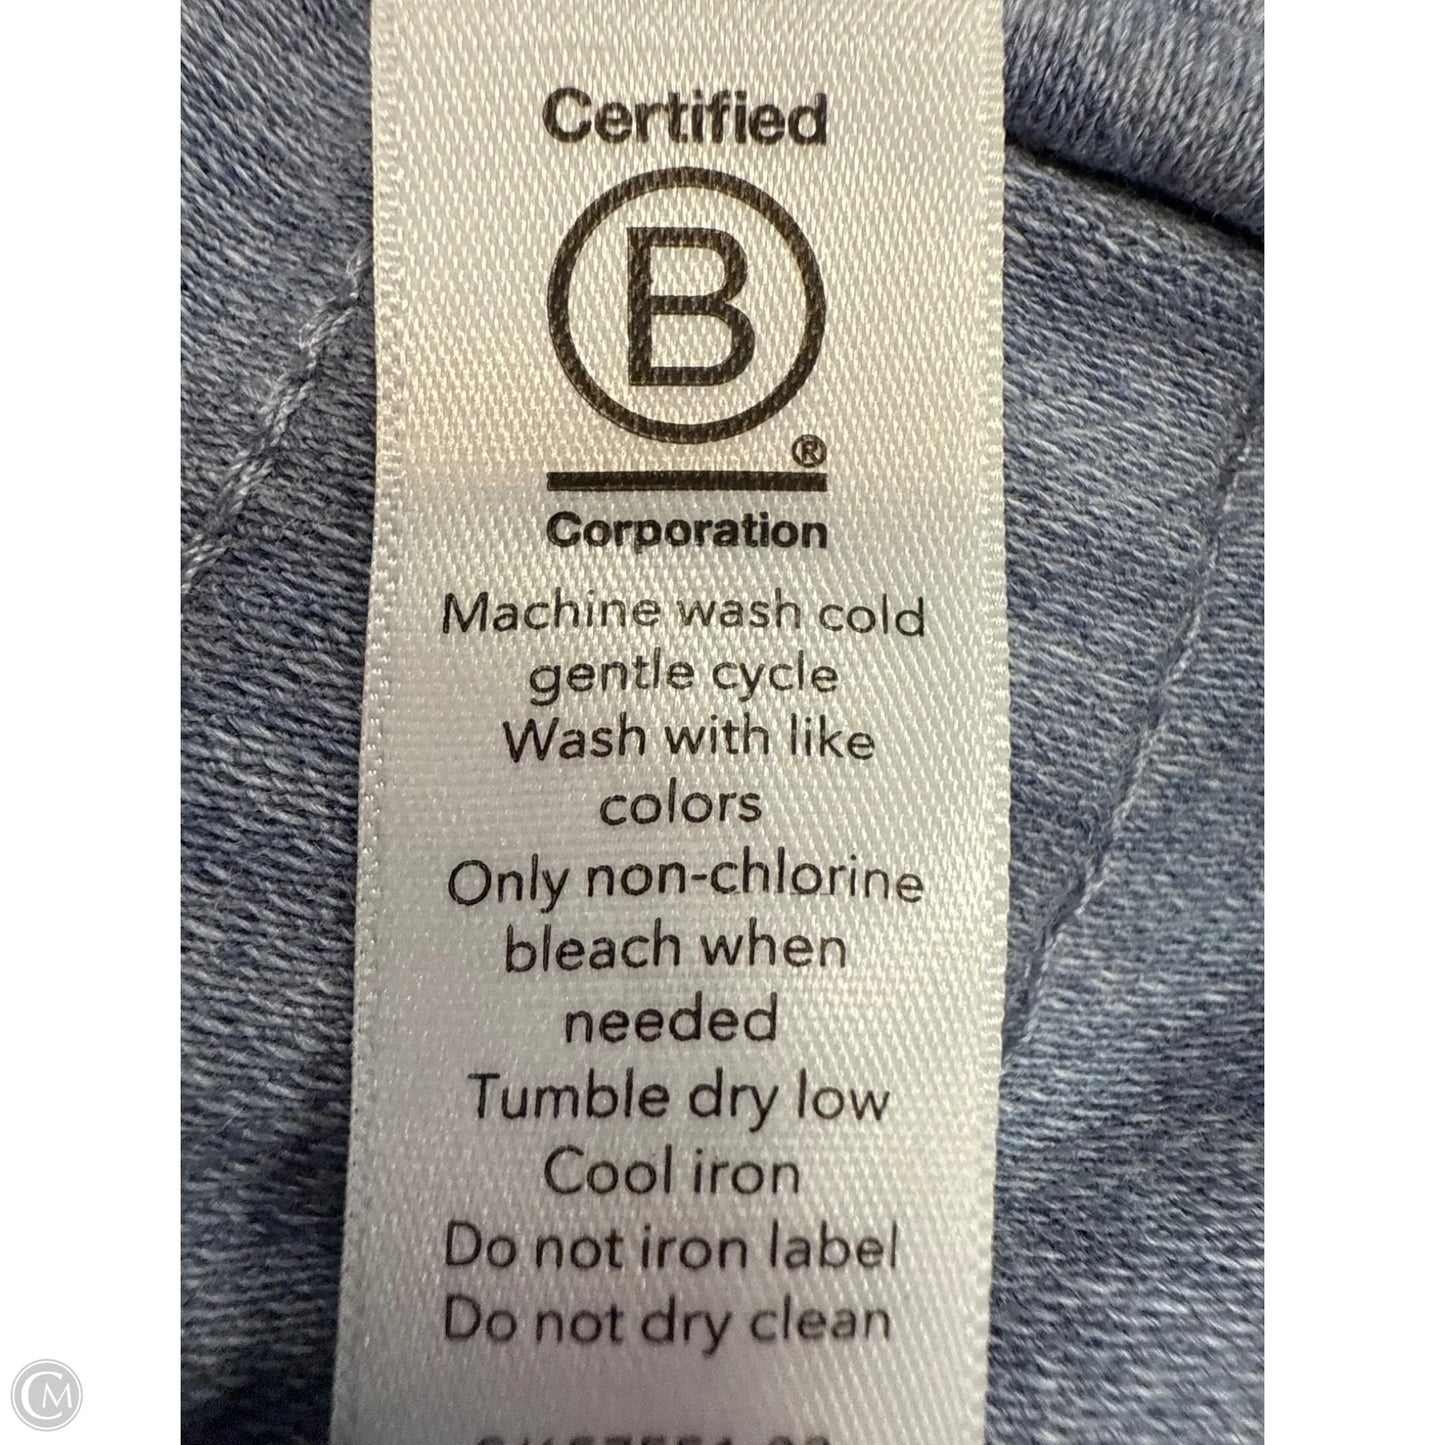 Certified
B
®
Corporation
Machine wash cold
gentle cycle
Wash with like
colors
Only non-chlorine
bleach when
needed
Tumble dry low
Cool iron
Do not iron label
Do not dry clean
CM